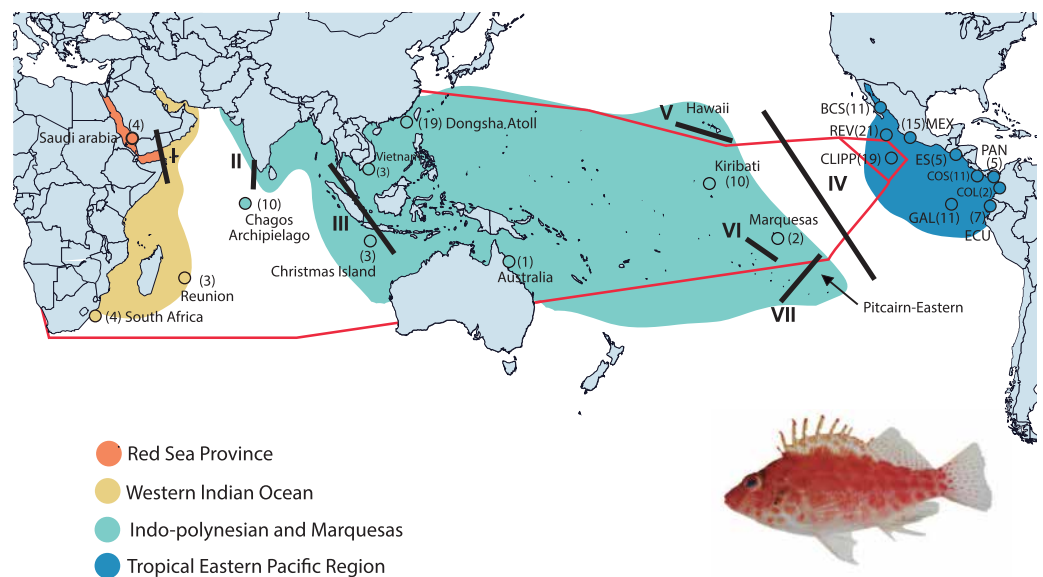 Saudi arabia
(4)
I
II
(10)
Chagos
Archipielago
III
(19) Dongsha,Atoll
Vietnam
(3)
(3)
Christmas Island
(1)
Australia
(3)
Reunion
(4) South Africa
V
Hawaii
Kiribati
(10)
Marquesas
(2)
VI
VII
IV
Pitcairn-Eastern
BCS(11)
REV(21)
(15)MEX
CLIPP(19)
ES(5)
PAN
(5)
COS(11)
COL(2)
GAL(11)
(7)
ECU
Red Sea Province
Western Indian Ocean
Indo-polynesian and Marquesas
Tropical Eastern Pacific Region